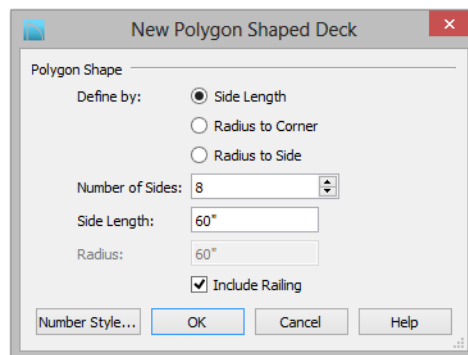 New Polygon Shaped Deck
Polygon Shape
Define by: Side Length
Radius to Corner
Radius to Side
Number of Sides: 8
Side Length: 60"
Radius: 60"
Include Railing
Number Style... OK Cancel Help